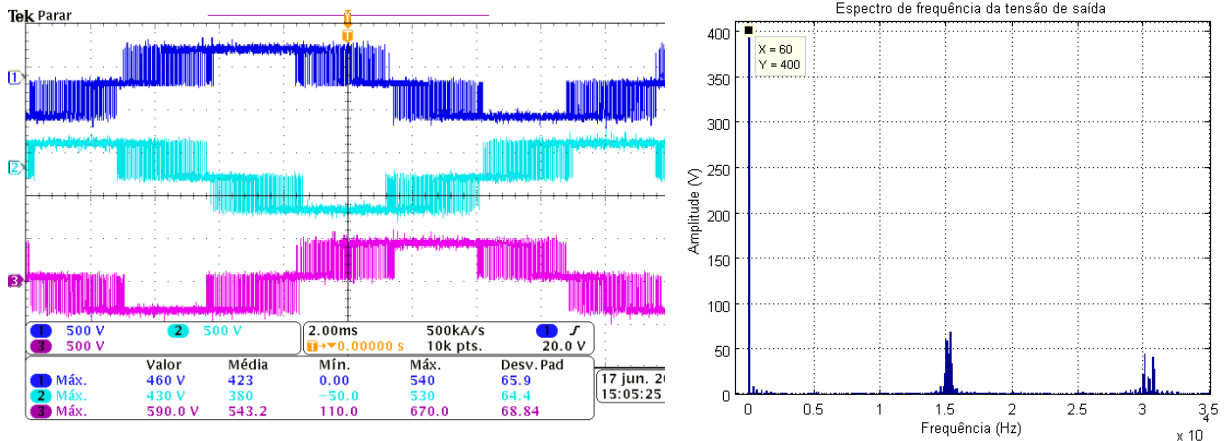 Tek Parar
T
T
1
2
3
1 500 V 2 500 V
3 500 V
2.00ms 500kA/s 1
T→▼0.00000 s 10k pts. 20.0 V
Valor Média Mín. Máx. Desv.Pad
1 Máx. 460 V 423 0.00 540 65.9
2 Máx. 430 V 380 −50.0 530 64.4
3 Máx. 590.0 V 543.2 110.0 670.0 68.84
17 jun. 20
15:05:25
Espectro de frequência da tensão de saída
X = 60
Y = 400
Amplitude (V)
400
350
300
250
200
150
100
50
0
0 0.5 1 1.5 2 2.5 3 3.5
x 10 4
Frequência (Hz)